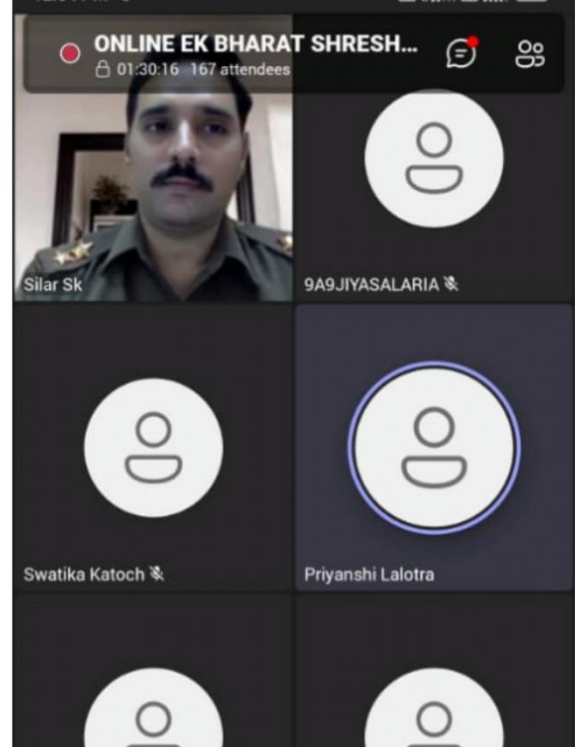 ONLINE EK BHARAT SHRESH...
01:30:16 167 attendees
Silar Sk
9A9JIYASALARIA
Swatika Katoch
Priyanshi Lalotra